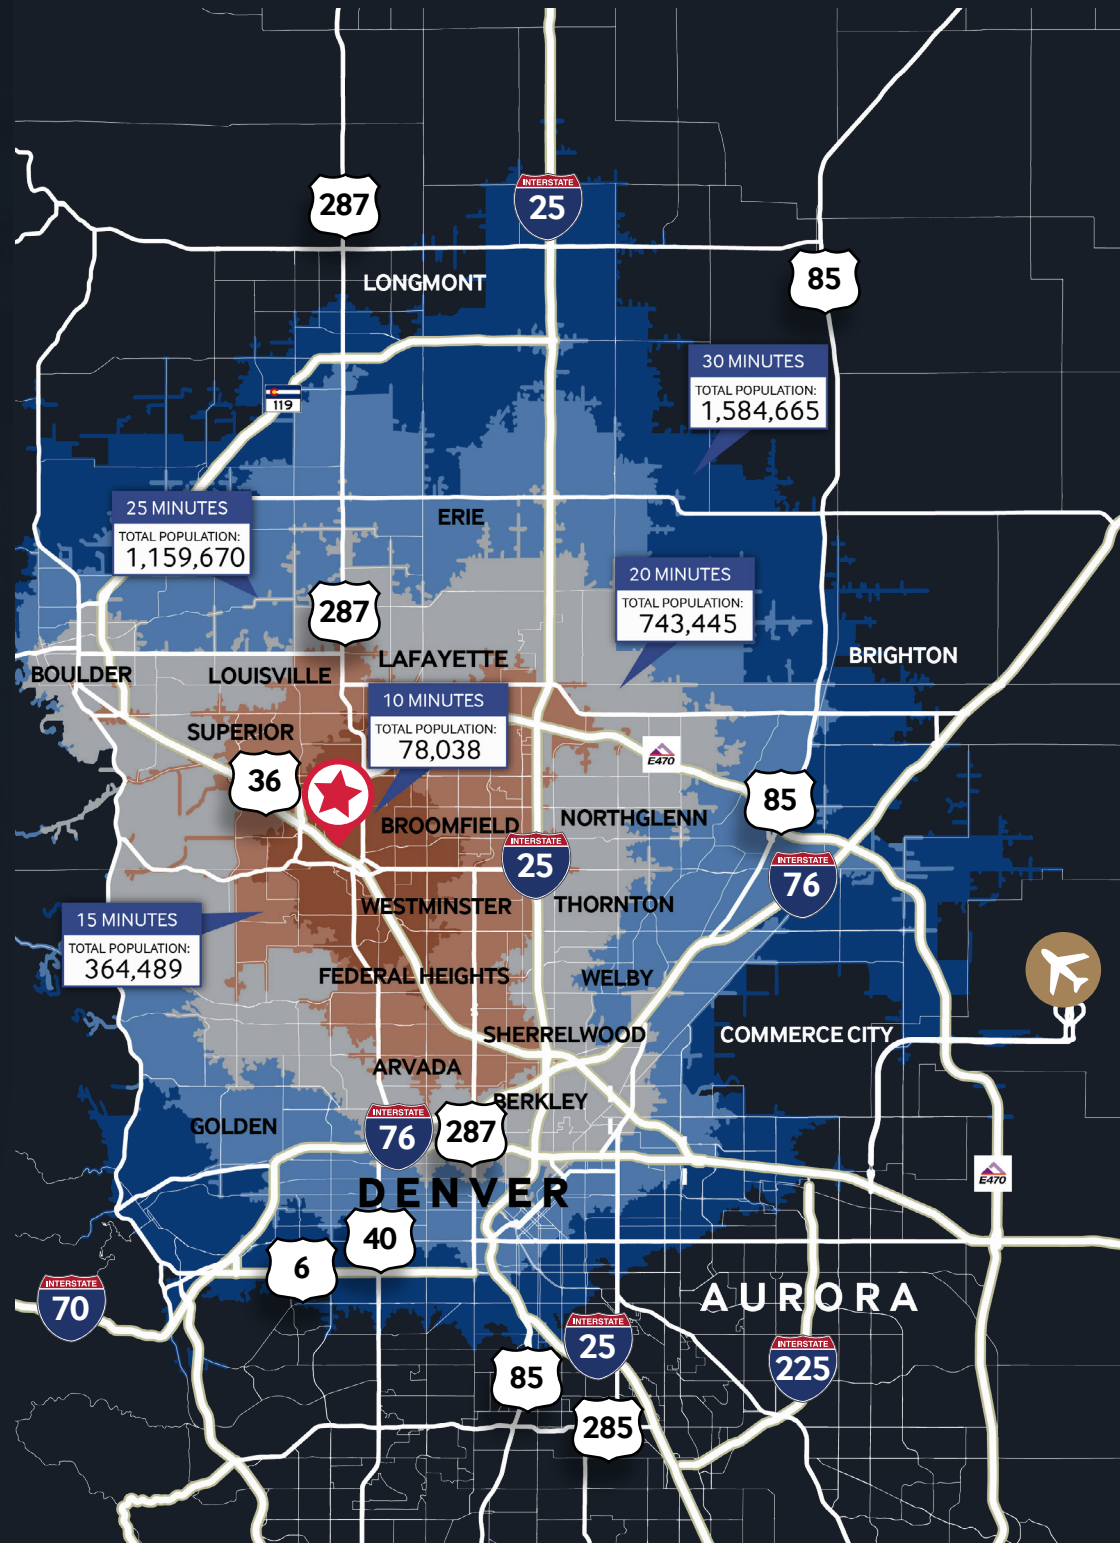 INTERSTATE
25
287
LONGMONT
85
30 MINUTES
TOTAL POPULATION:
1,584,665
119
25 MINUTES
TOTAL POPULATION:
1,159,670
ERIE
20 MINUTES
TOTAL POPULATION:
743,445
287
LAFAYETTE
BRIGHTON
BOULDER
LOUISVILLE
10 MINUTES
TOTAL POPULATION:
78,038
SUPERIOR
E470
36
85
BROOMFIELD
NORTHGLENN
INTERSTATE
25
INTERSTATE
76
WESTMINSTER
THORNTON
15 MINUTES
TOTAL POPULATION:
364,489
FEDERAL HEIGHTS
WELBY
SHERRELWOOD
COMMERCE CITY
ARVADA
BERKLEY
GOLDEN
INTERSTATE
76
287
E470
DENVER
40
6
INTERSTATE
70
AURORA
INTERSTATE
25
INTERSTATE
225
85
285